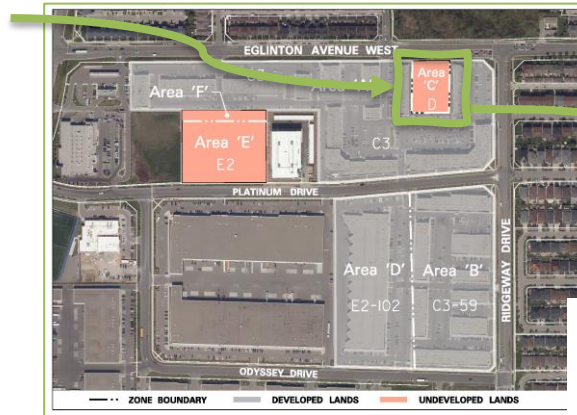 EGLINTON AVENUE WEST
Area
'C'
D
Area 'F'
Area 'E'
E2
C3
PLATINUM DRIVE
Area 'D'
E2-102
Area 'B'
C3-59
RIDGEWAY DRIVE
ODYSSEY DRIVE
ZONE BOUNDARY DEVELOPED LANDS UNDEVELOPED LANDS